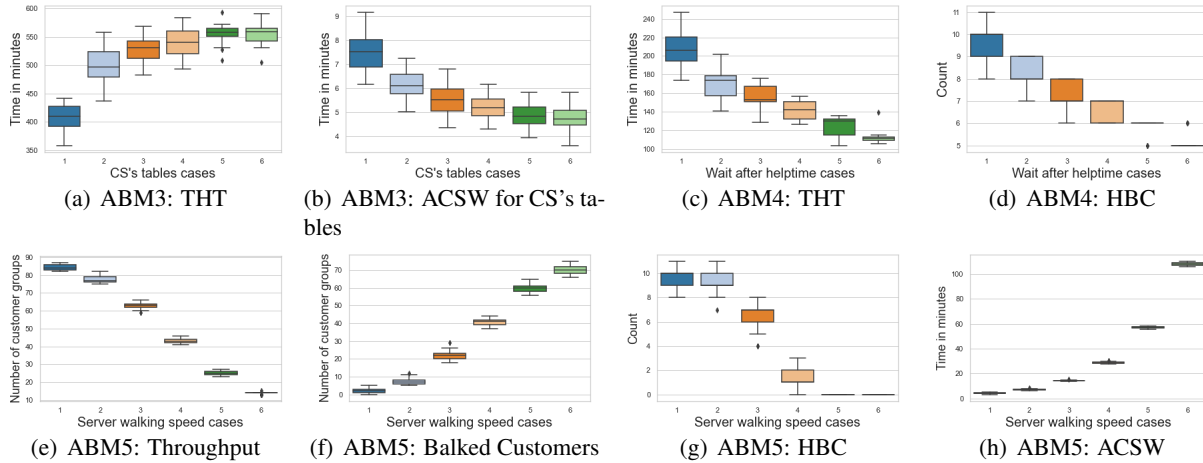 Time in minutes
600
550
500
450
400
350
1 2 3 4 5 6
CS's tables cases
(a) ABM3: THT
Time in minutes
9
8
7
6
5
4
1 2 3 4 5 6
CS's tables cases
(b) ABM3: ACSW for CS's ta-
bles
Time in minutes
240
220
200
180
160
140
120
100
1 2 3 4 5 6
Wait after helptime cases
(c) ABM4: THT
Count
11
10
9
8
7
6
5
1 2 3 4 5 6
Wait after helptime cases
(d) ABM4: HBC
Number of customer groups
90
80
70
60
50
40
30
20
10
1 2 3 4 5 6
Server walking speed cases
(e) ABM5: Throughput
Number of customer groups
70
60
50
40
30
20
10
0
1 2 3 4 5 6
Server walking speed cases
(f) ABM5: Balked Customers
Count
10
8
6
4
2
0
1 2 3 4 5 6
Server walking speed cases
(g) ABM5: HBC
Time in minutes
100
80
60
40
20
0
1 2 3 4 5 6
Server walking speed cases
(h) ABM5: ACSW